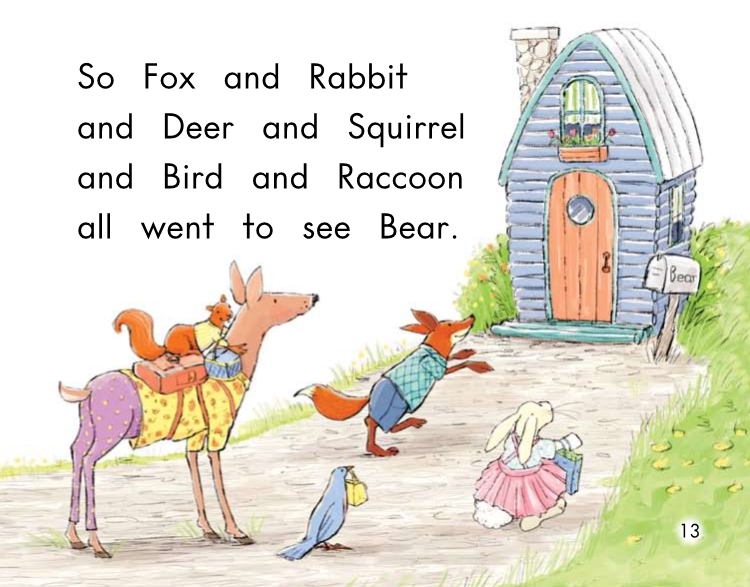 So Fox and Rabbit
and Deer and Squirrel
and Bird and Raccoon
all went to see Bear.
Bear
13